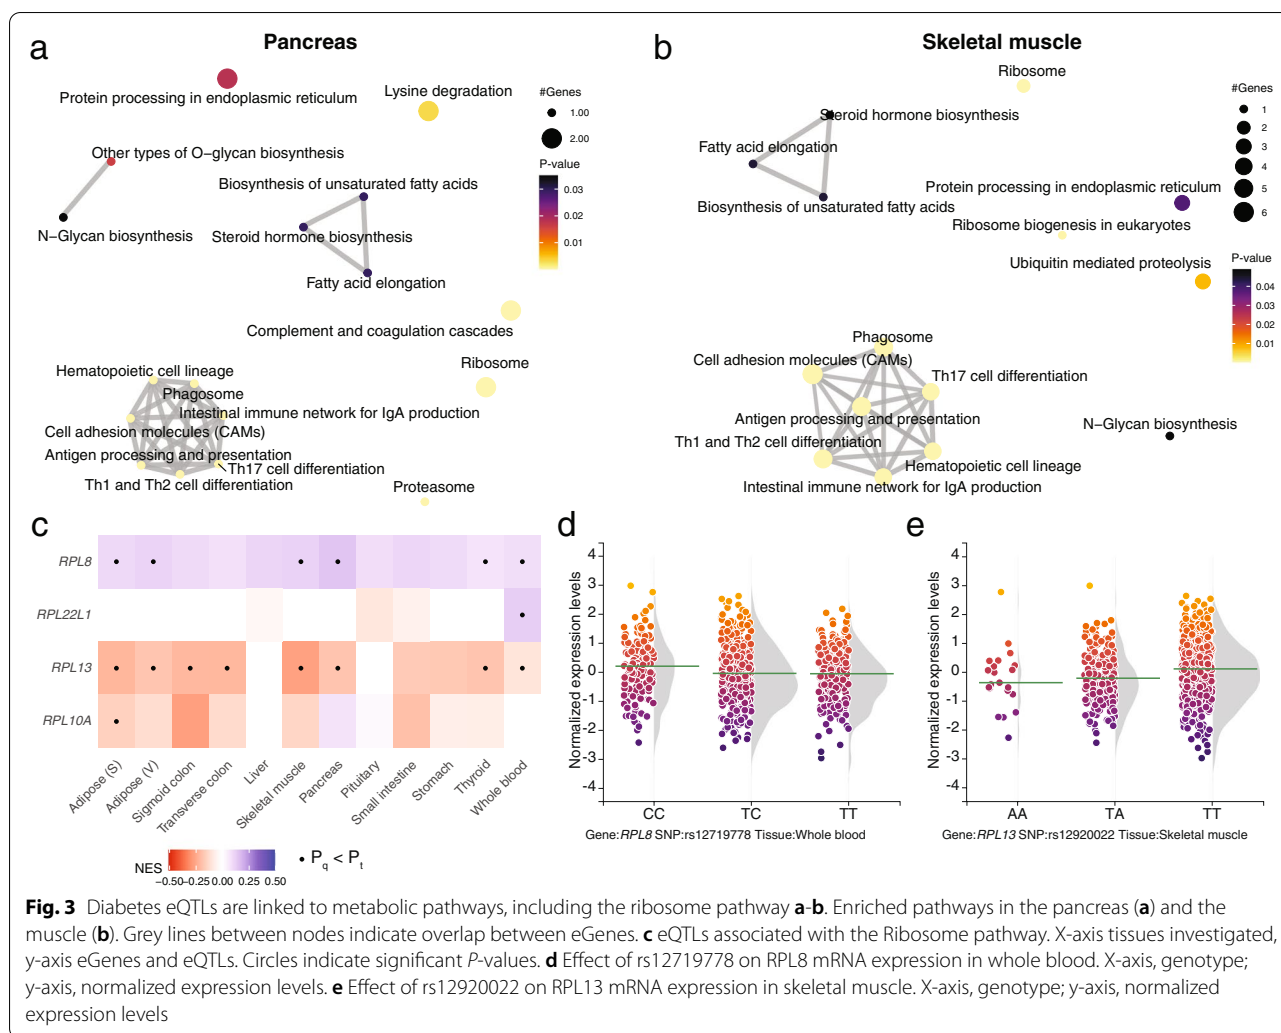 a
Pancreas
Protein processing in endoplasmic reticulum
Lysine degradation
Other types of O−glycan biosynthesis
Biosynthesis of unsaturated fatty acids
N−Glycan biosynthesis
Steroid hormone biosynthesis
Fatty acid elongation
Complement and coagulation cascades
Ribosome
Hematopoietic cell lineage
Phagosome
Intestinal immune network for IgA production
Cell adhesion molecules (CAMs)
Antigen processing and presentation
Th17 cell differentiation
Th1 and Th2 cell differentiation
Proteasome
#Genes
1.00
2.00
P-value
0.03
0.02
0.01
b
Skeletal muscle
Ribosome
Steroid hormone biosynthesis
Fatty acid elongation
Biosynthesis of unsaturated fatty acids
Protein processing in endoplasmic reticulum
Ribosome biogenesis in eukaryotes
Ubiquitin mediated proteolysis
Phagosome
Cell adhesion molecules (CAMs)
Th17 cell differentiation
Antigen processing and presentation
Th1 and Th2 cell differentiation
N−Glycan biosynthesis
Hematopoietic cell lineage
Intestinal immune network for IgA production
#Genes
1
2
3
4
5
6
P-value
0.04
0.03
0.02
0.01
c
RPL8
RPL22L1
RPL13
RPL10A
Adipose (S)
Adipose (V)
Sigmoid colon
Transverse colon
Liver
Skeletal muscle
Pancreas
Pituitary
Small intestine
Stomach
Thyroid
Whole blood
NES
−0.50 −0.25 0.00 0.25 0.50
• Pq < Pt
d
Normalized expression levels
4
3
2
1
0
-1
-2
-3
-4
CC TC TT
Gene:RPL8 SNP:rs12719778 Tissue:Whole blood
e
Normalized expression levels
4
3
2
1
0
-1
-2
-3
-4
AA TA TT
Gene:RPL13 SNP:rs12920022 Tissue:Skeletal muscle
Fig. 3 Diabetes eQTLs are linked to metabolic pathways, including the ribosome pathway a-b. Enriched pathways in the pancreas (a) and the
muscle (b). Grey lines between nodes indicate overlap between eGenes. c eQTLs associated with the Ribosome pathway. X-axis tissues investigated,
y-axis eGenes and eQTLs. Circles indicate significant P-values. d Effect of rs12719778 on RPL8 mRNA expression in whole blood. X-axis, genotype;
y-axis, normalized expression levels. e Effect of rs12920022 on RPL13 mRNA expression in skeletal muscle. X-axis, genotype; y-axis, normalized
expression levels